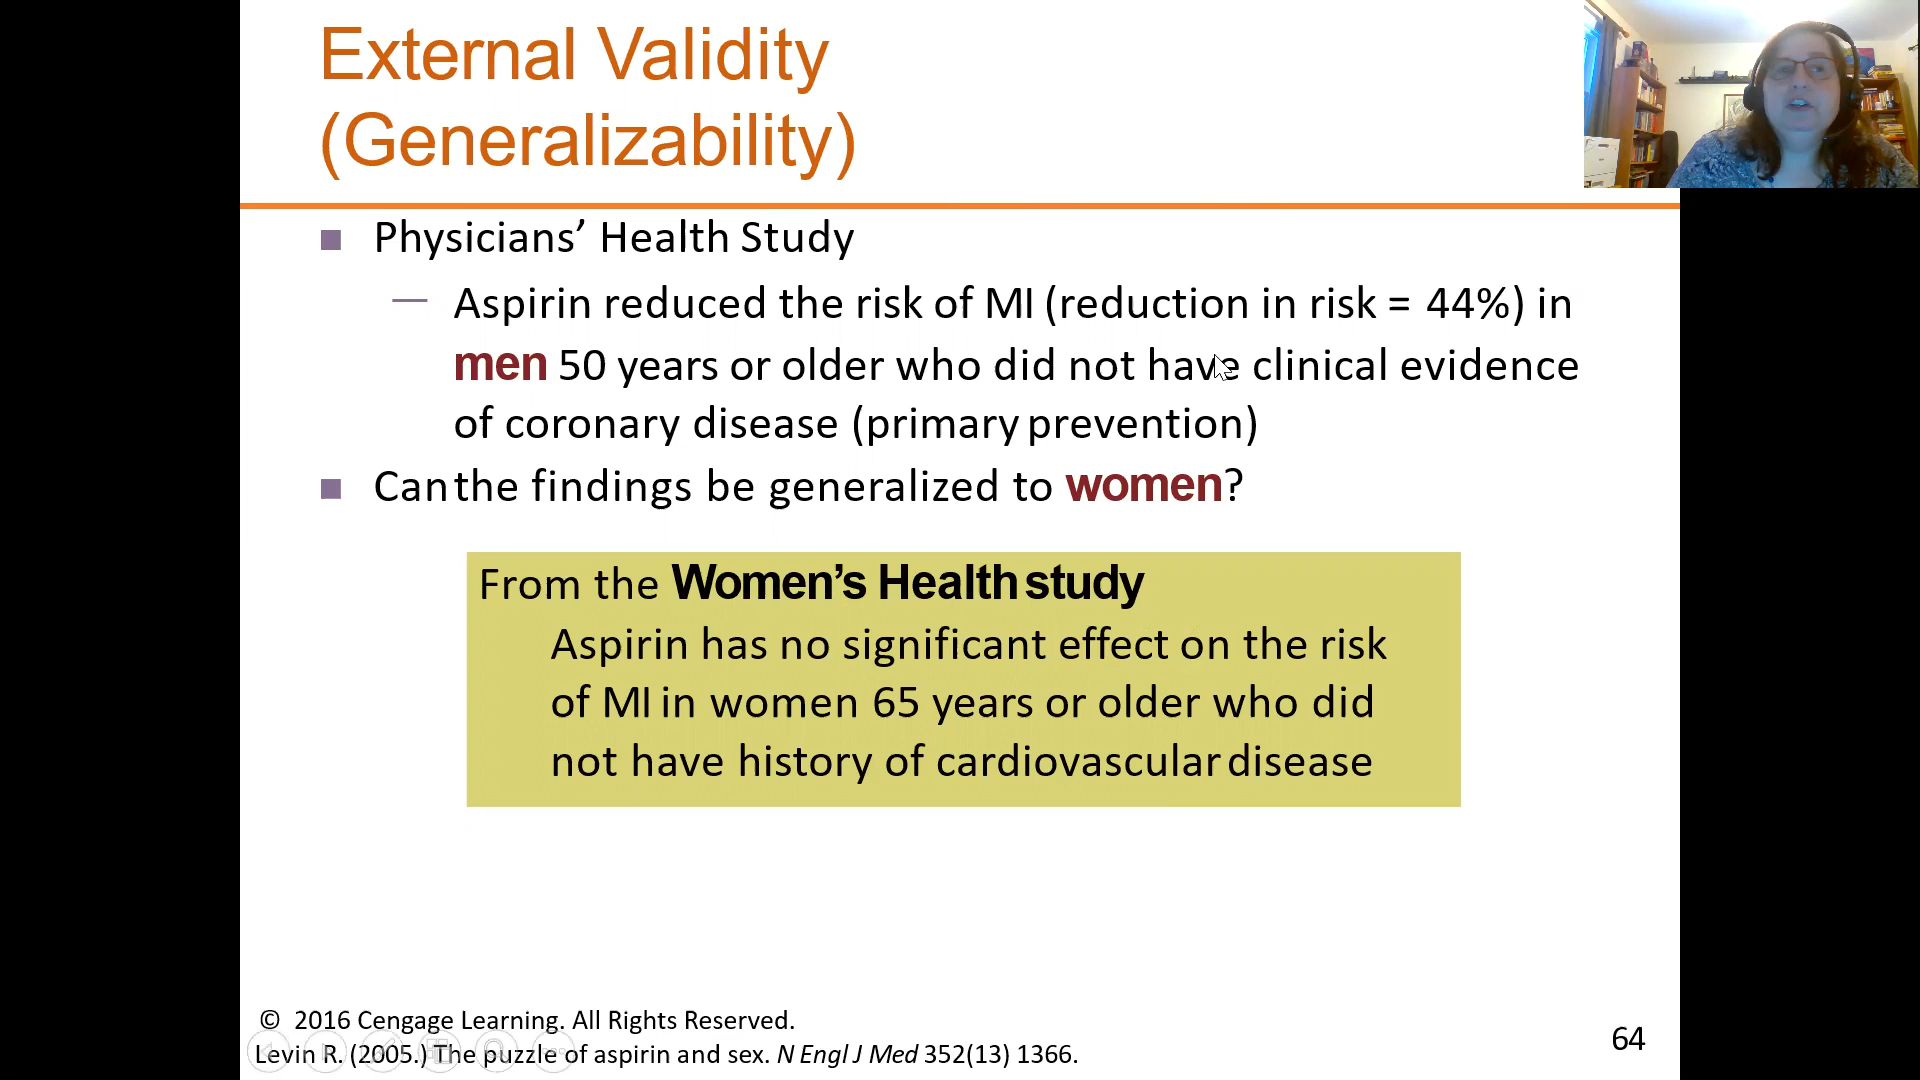 External Validity
(Generalizability)
Physicians’ Health Study
Aspirin reduced the risk of MI (reduction in risk = 44%) in
men 50 years or older who did not have clinical evidence
of coronary disease (primary prevention)
Can the findings be generalized to women?
From the Women’s Health study
Aspirin has no significant effect on the risk
of MI in women 65 years or older who did
not have history of cardiovascular disease
© 2016 Cengage Learning. All Rights Reserved.
Levin R. (2005.) The puzzle of aspirin and sex. N Engl J Med 352(13) 1366.
64